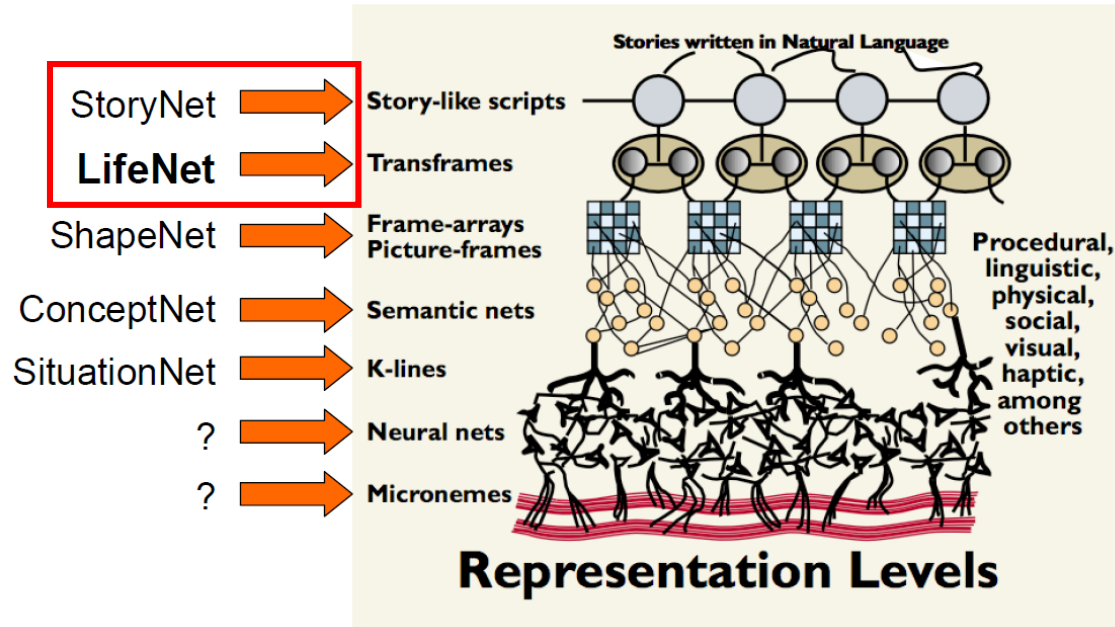 Stories written in Natural Language
StoryNet
Story-like scripts
LifeNet
Transframes
ShapeNet
Frame-arrays
Picture-frames
ConceptNet
Semantic nets
SituationNet
K-lines
?
Neural nets
?
Micronemes
Procedural,
linguistic,
physical,
social,
visual,
haptic,
among
others
Representation Levels